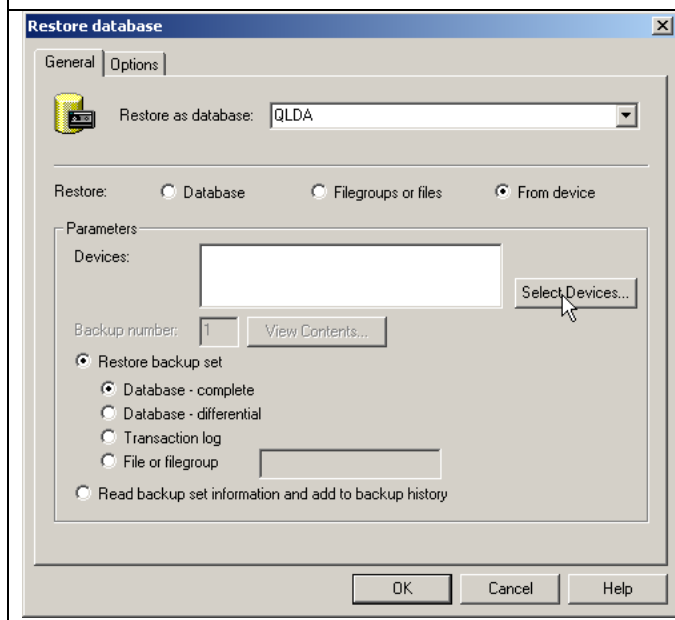 Restore database
General Options
Restore as database: QLDA
Restore: Database Filegroups or files From device
Parameters
Devices:
Select Devices...
Backup number: 1 View Contents...
Restore backup set
Database - complete
Database - differential
Transaction log
File or filegroup
Read backup set information and add to backup history
OK Cancel Help